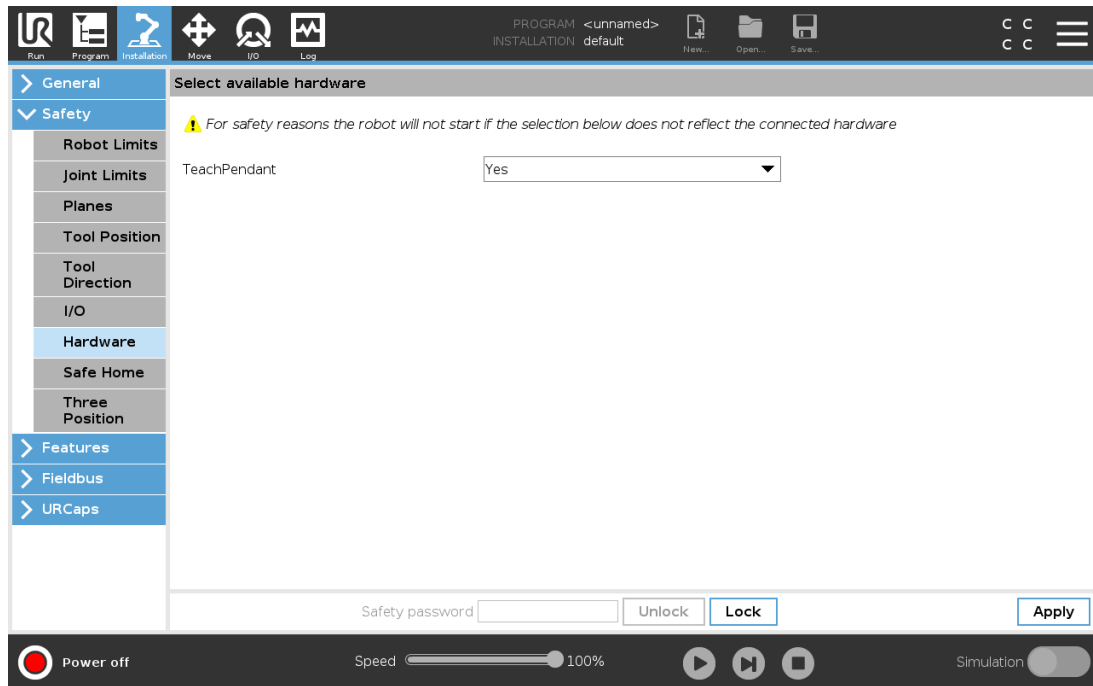 PROGRAM <unnamed>
INSTALLATION default
C C
C C
Run Program Installation Move I/O Log New... Open... Save...
General
Select available hardware
Safety
For safety reasons the robot will not start if the selection below does not reflect the connected hardware
Robot Limits
TeachPendant Yes
Joint Limits
Planes
Tool Position
Tool
Direction
I/O
Hardware
Safe Home
Three
Position
Features
Fieldbus
URCaps
Safety password Unlock Lock Apply
Power off Speed 100% Simulation